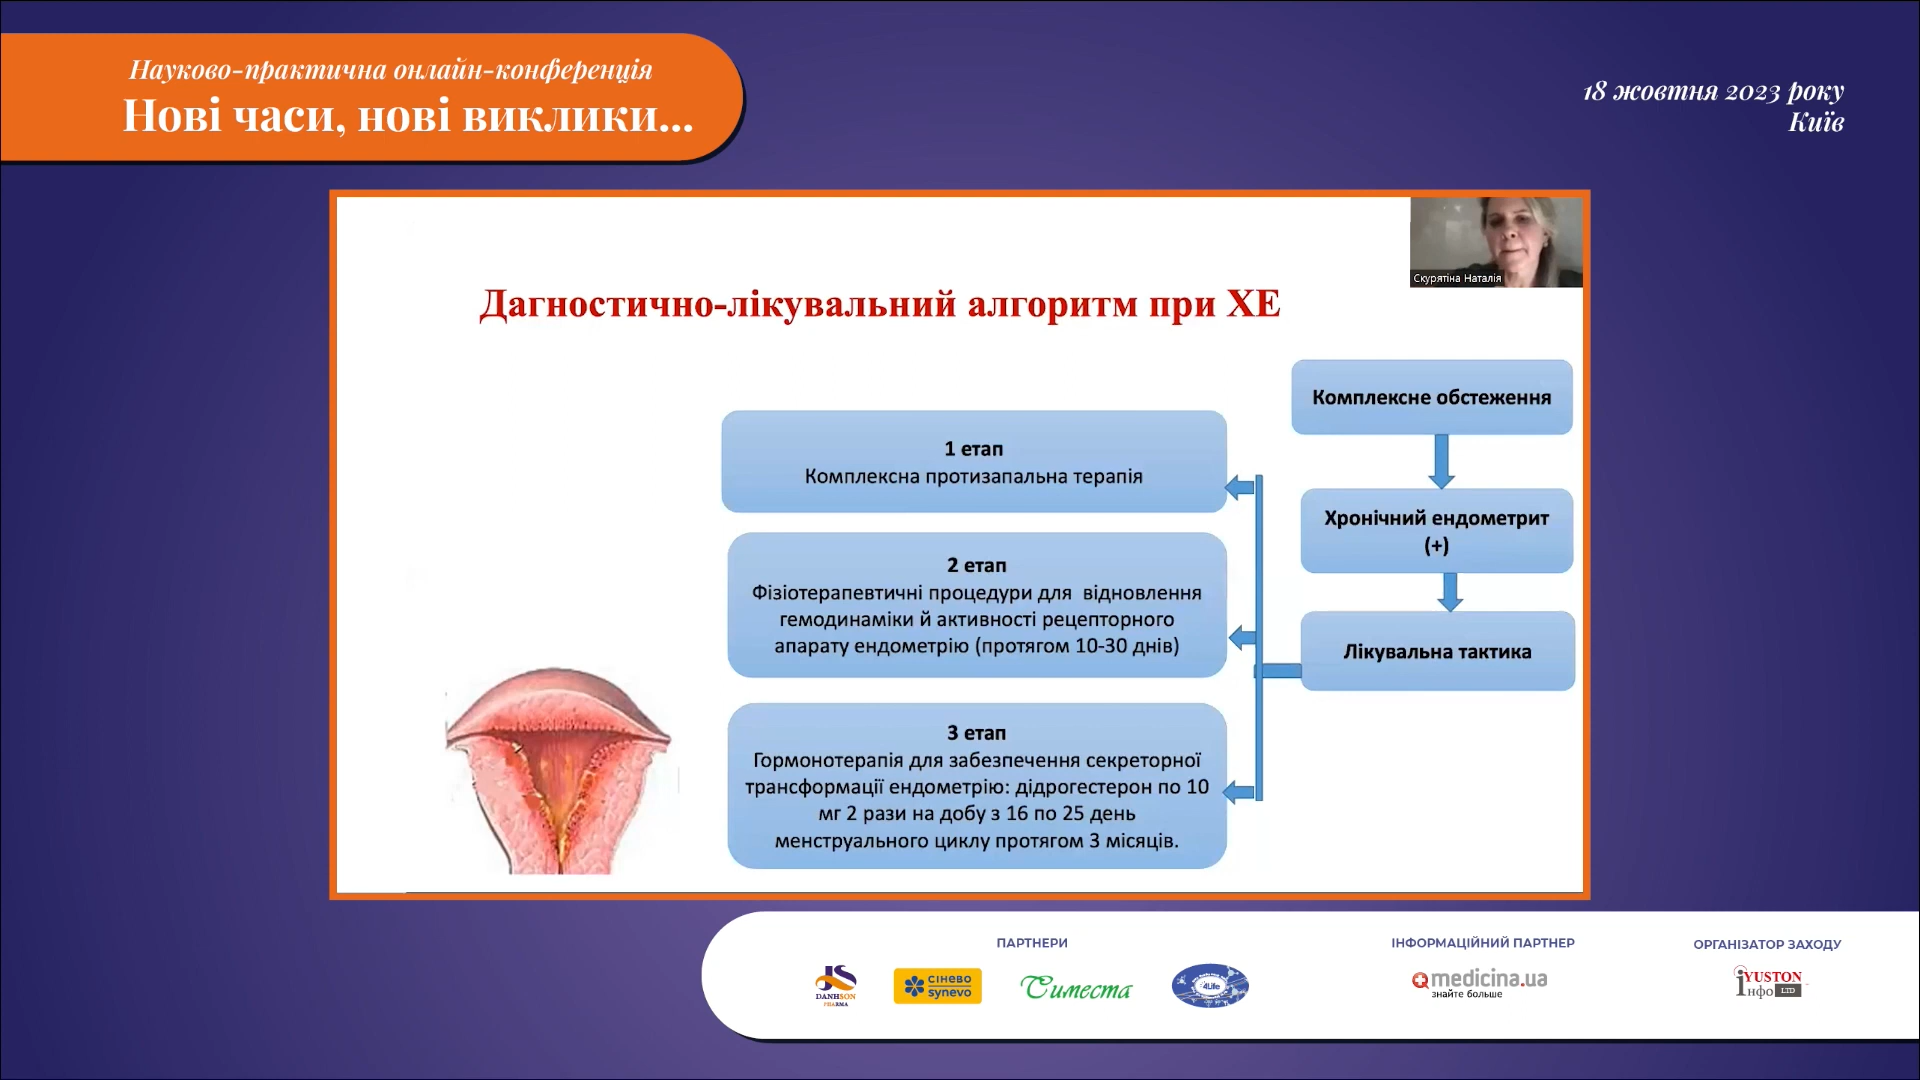 Науково-практична онлайн-конференція
Нові часи, нові виклики...
18 жовтня 2023 року
Київ
Скурятіна Наталія
Дагностично-лікувальний алгоритм при ХЕ
Комплексне обстеження
Хронічний ендометрит
(+)
Лікувальна тактика
1 етап
Комплексна протизапальна терапія
2 етап
Фізіотерапевтичні процедури для відновлення
гемодинаміки й активності рецепторного
апарату ендометрію (протягом 10-30 днів)
3 етап
Гормонотерапія для забезпечення секреторної
трансформації ендометрію: дідрогестерон по 10
мг 2 рази на добу з 16 по 25 день
менструального циклу протягом 3 місяців.
ПАРТНЕРИ
DANHSON
PHARMA
СІНЕВО
synevo
Симеста
4Life
ІНФОРМАЦІЙНИЙ ПАРТНЕР
medicina.ua
знайте більше
ОРГАНІЗАТОР ЗАХОДУ
YUSTON
інфо LTD